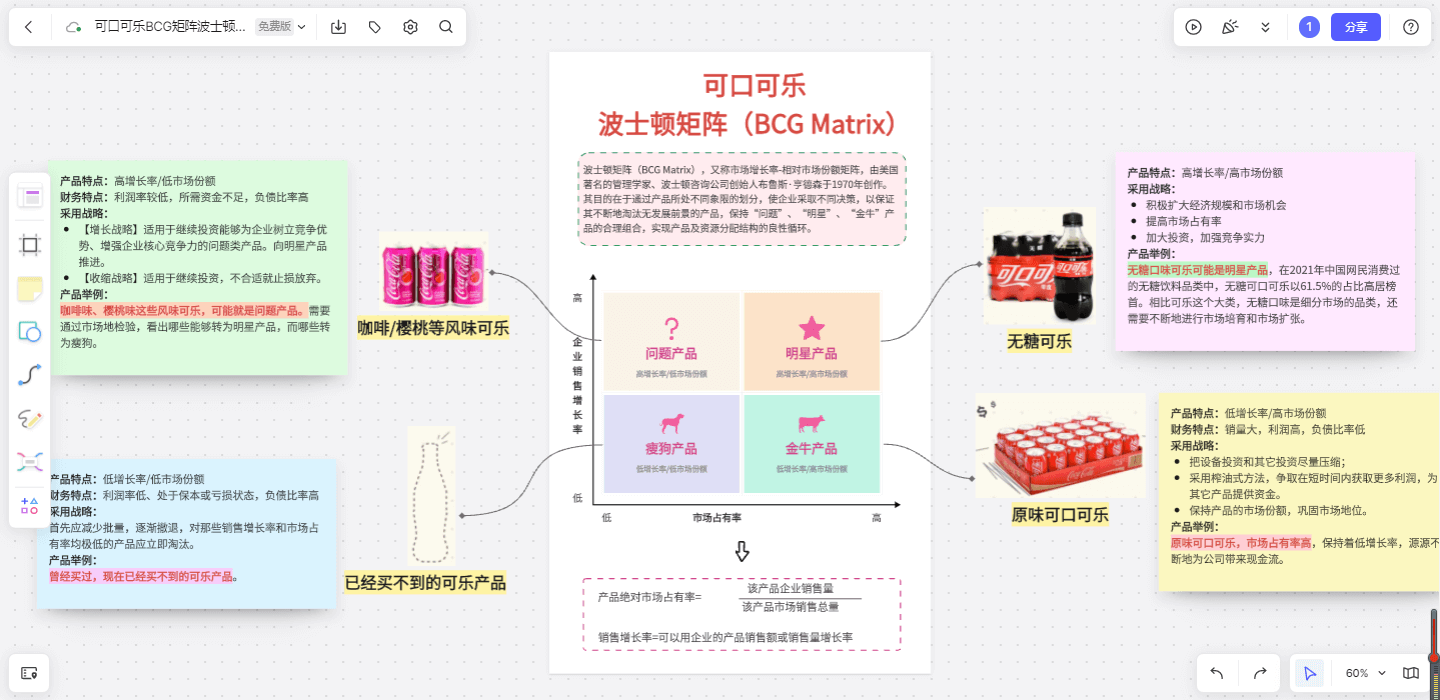 可口可乐BCG矩阵波士顿...
免费版
1
分享
可口可乐
波士顿矩阵（BCG Matrix）
波士顿矩阵（BCG Matrix），又称市场增长率-相对市场份额矩阵，由美国
著名的管理学家、波士顿咨询公司创始人布鲁斯·亨德森于1970年创作。
其目的在于通过产品所处不同象限的划分，使企业采取不同决策，以保证
其不断地淘汰无发展前景的产品，保持“问题”、“明星”、“金牛”产
品的合理组合，实现产品及资源分配结构的良性循环。
产品特点：高增长率/低市场份额
财务特点：利润率较低，所需资金不足，负债比率高
采用战略：
【增长战略】适用于继续投资能够为企业树立竞争优
势、增强企业核心竞争力的问题类产品。向明星产品
推进。
【收缩战略】适用于继续投资，不合适就止损放弃。
产品举例：
咖啡味、樱桃味这些风味可乐，可能就是问题产品。需要
通过市场地检验，看出哪些能够转为明星产品，而哪些转
为瘦狗。
咖啡/樱桃等风味可乐
产品特点：高增长率/高市场份额
采用战略：
积极扩大经济规模和市场机会
提高市场占有率
加大投资，加强竞争实力
产品举例：
无糖口味可乐可能是明星产品，在2021年中国网民消费过
的无糖饮料品类中，无糖可口可乐以61.5%的占比高居榜
首。相比可乐这个大类，无糖口味是细分市场的品类，还
需要不断地进行市场培育和市场扩张。
无糖可乐
高
企业销售增长率
低
问题产品
高增长率/低市场份额
明星产品
高增长率/高市场份额
瘦狗产品
低增长率/低市场份额
金牛产品
低增长率/高市场份额
低
市场占有率
高
产品特点：低增长率/低市场份额
财务特点：利润率低、处于保本或亏损状态，负债比率高
采用战略：
首先应减少批量，逐渐撤退，对那些销售增长率和市场占
有率均极低的产品应立即淘汰。
产品举例：
曾经买过，现在已经买不到的可乐产品。
已经买不到的可乐产品
产品特点：低增长率/高市场份额
财务特点：销量大，利润高，负债比率低
采用战略：
把设备投资和其它投资尽量压缩；
采用榨油式方法，争取在短时间内获取更多利润，为
其它产品提供资金。
保持产品的市场份额，巩固市场地位。
产品举例：
原味可口可乐，市场占有率高，保持着低增长率，源源不
断地为公司带来现金流。
原味可口可乐
产品绝对市场占有率=
该产品企业销售量
该产品市场销售总量
销售增长率=可以用企业的产品销售额或销售量增长率
60%